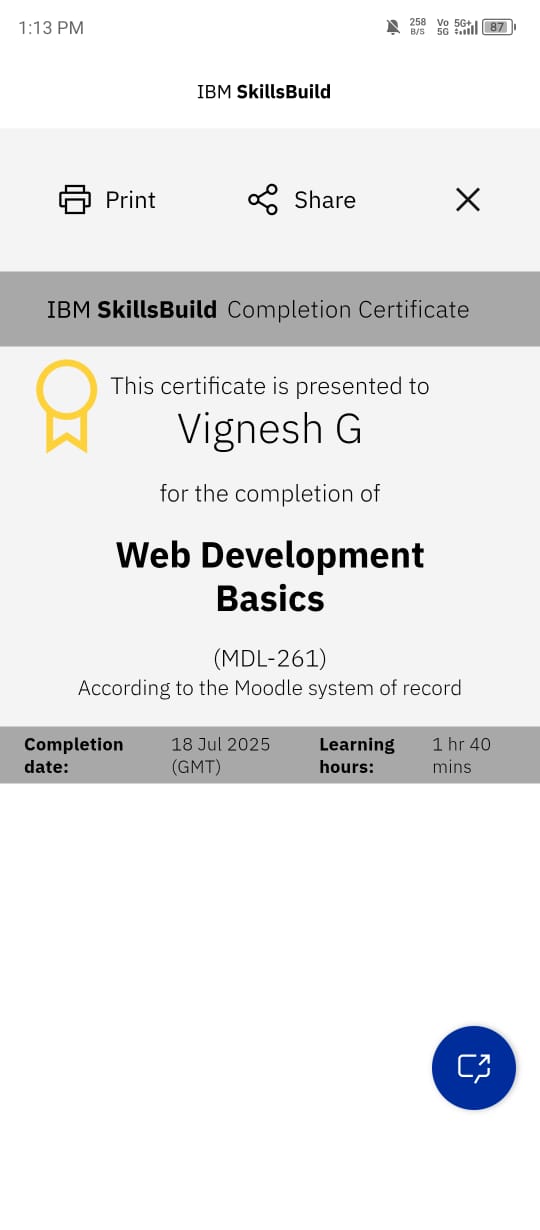 1:13 PM
258 B/S Vo 5G 5G+ 87
IBM SkillsBuild
Print
Share
IBM SkillsBuild Completion Certificate
This certificate is presented to
Vignesh G
for the completion of
Web Development
Basics
(MDL-261)
According to the Moodle system of record
Completion date: 18 Jul 2025 (GMT) Learning hours: 1 hr 40 mins